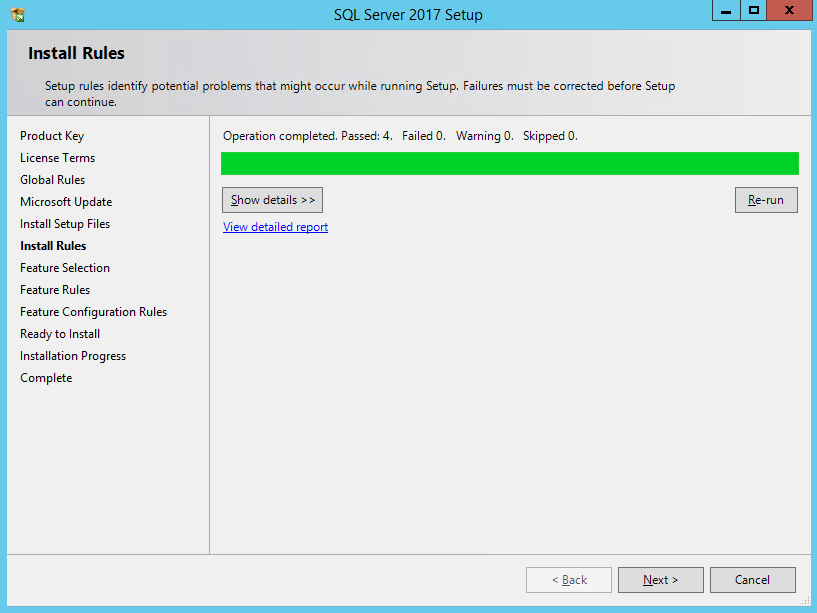 SQL Server 2017 Setup
Install Rules
Setup rules identify potential problems that might occur while running Setup. Failures must be corrected before Setup
can continue.
Product Key
License Terms
Global Rules
Microsoft Update
Install Setup Files
Install Rules
Feature Selection
Feature Rules
Feature Configuration Rules
Ready to Install
Installation Progress
Complete
Operation completed. Passed: 4. Failed 0. Warning 0. Skipped 0.
Show details >>
Re-run
View detailed report
< Back
Next >
Cancel